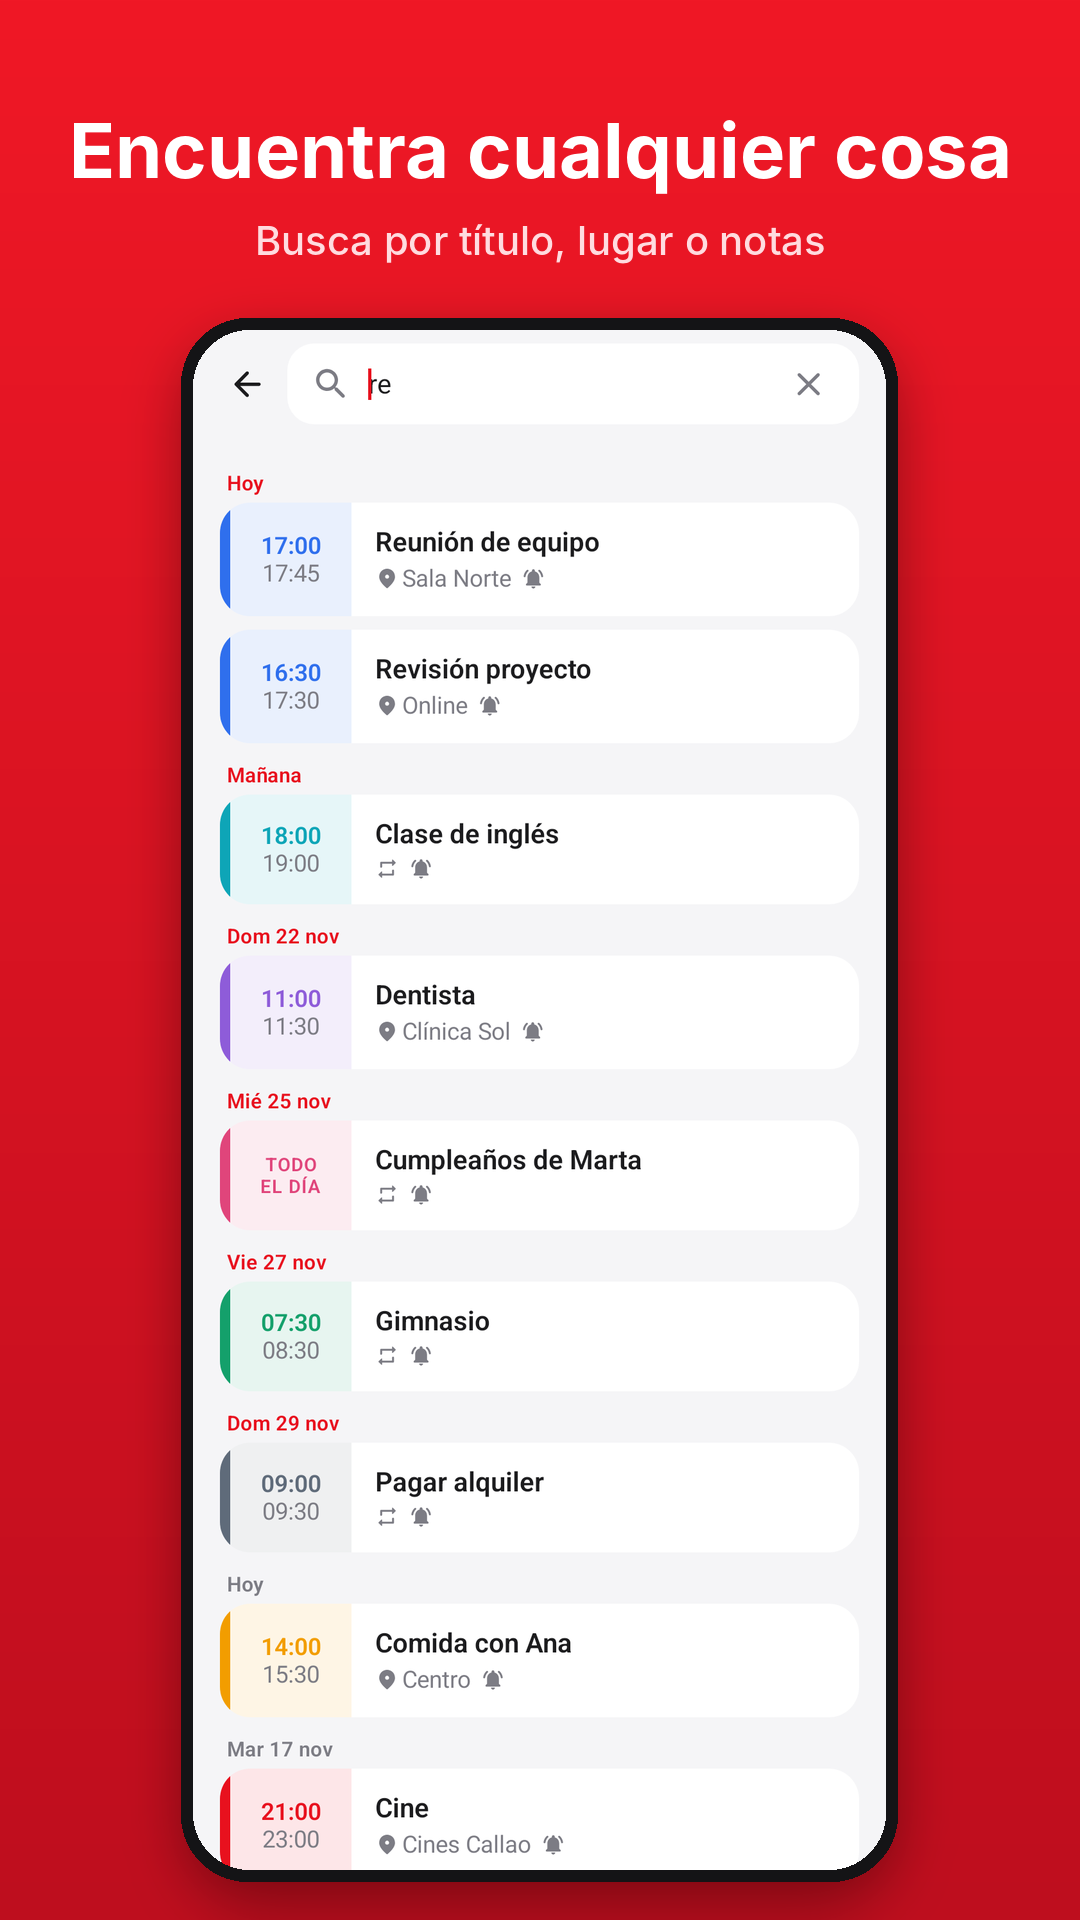 Encuentra cualquier cosa
Busca por título, lugar o notas
re
Hoy
17:00
17:45
Reunión de equipo
Sala Norte
16:30
17:30
Revisión proyecto
Online
Mañana
18:00
19:00
Clase de inglés
Dom 22 nov
11:00
11:30
Dentista
Clínica Sol
Mié 25 nov
TODO
EL DÍA
Cumpleaños de Marta
Vie 27 nov
07:30
08:30
Gimnasio
Dom 29 nov
09:00
09:30
Pagar alquiler
Hoy
14:00
15:30
Comida con Ana
Centro
Mar 17 nov
21:00
23:00
Cine
Cines Callao